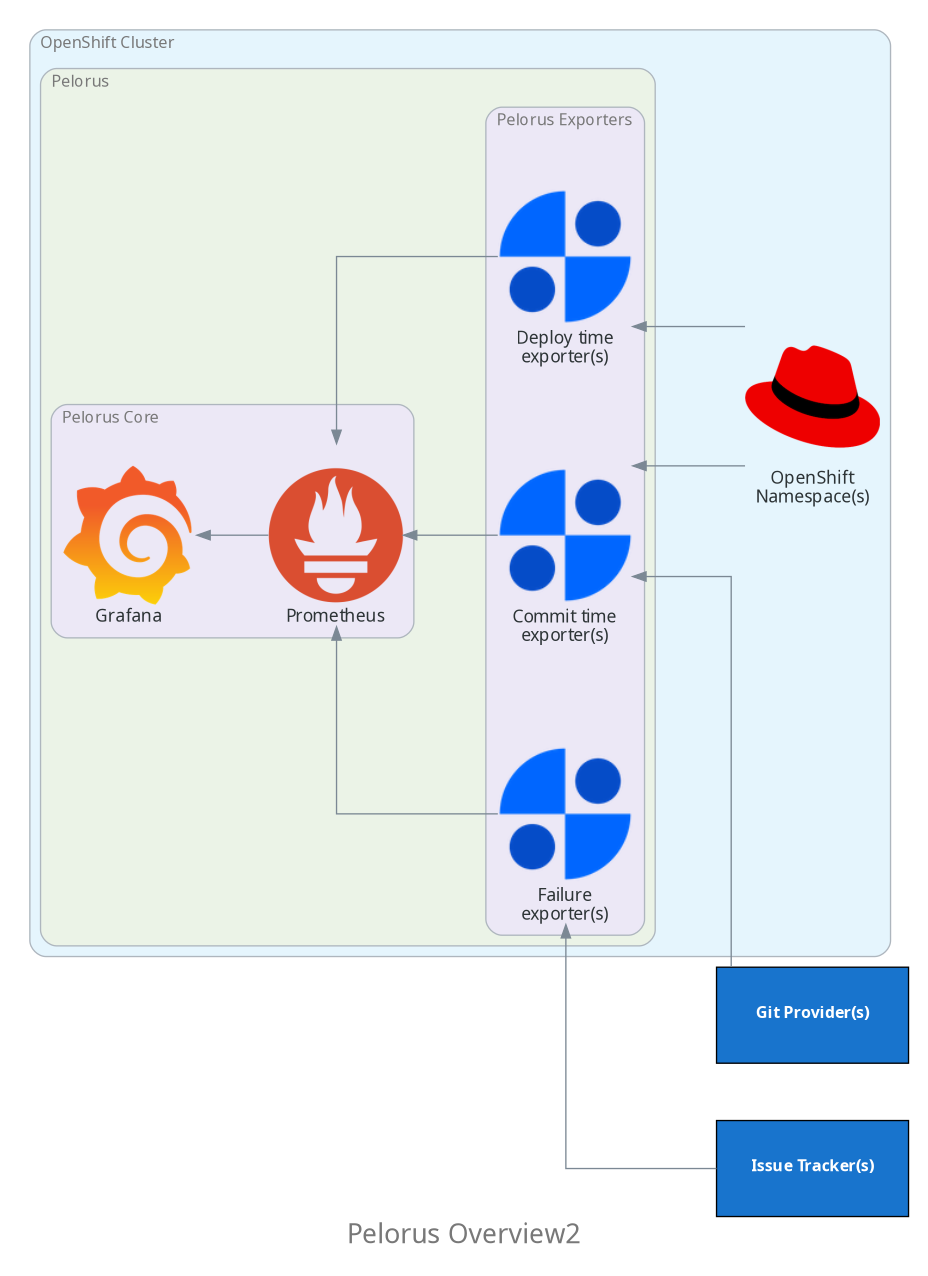 OpenShift Cluster
Pelorus
Pelorus Exporters
Deploy time
exporter(s)
Pelorus Core
OpenShift
Namespace(s)
Grafana
Prometheus
Commit time
exporter(s)
Failure
exporter(s)
Git Provider(s)
Issue Tracker(s)
Pelorus Overview2